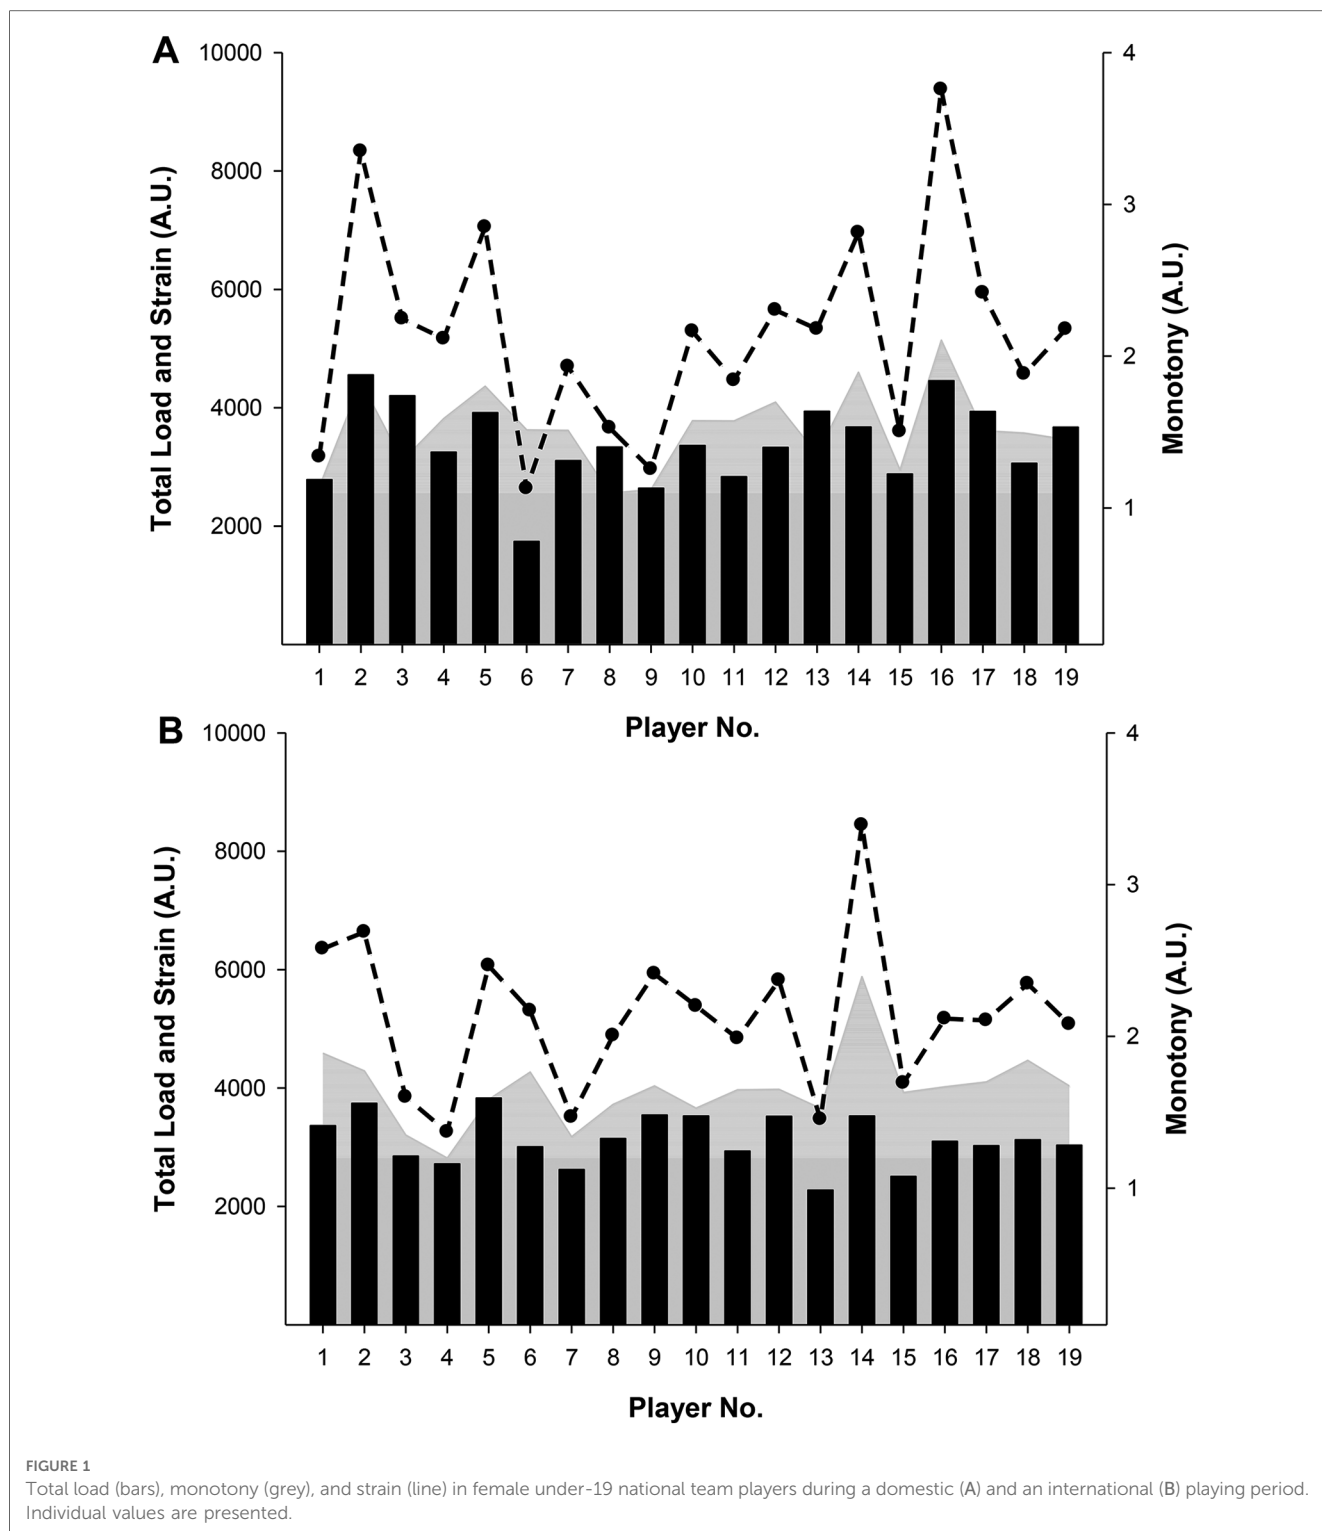 A
10000
8000
6000
4000
2000
Total Load and Strain (A.U.)
4
3
2
1
Monotony (A.U.)
1 2 3 4 5 6 7 8 9 10 11 12 13 14 15 16 17 18 19
Player No.
B
10000
8000
6000
4000
2000
Total Load and Strain (A.U.)
4
3
2
1
Monotony (A.U.)
1 2 3 4 5 6 7 8 9 10 11 12 13 14 15 16 17 18 19
Player No.
FIGURE 1
Total load (bars), monotony (grey), and strain (line) in female under-19 national team players during a domestic (A) and an international (B) playing period.
Individual values are presented.